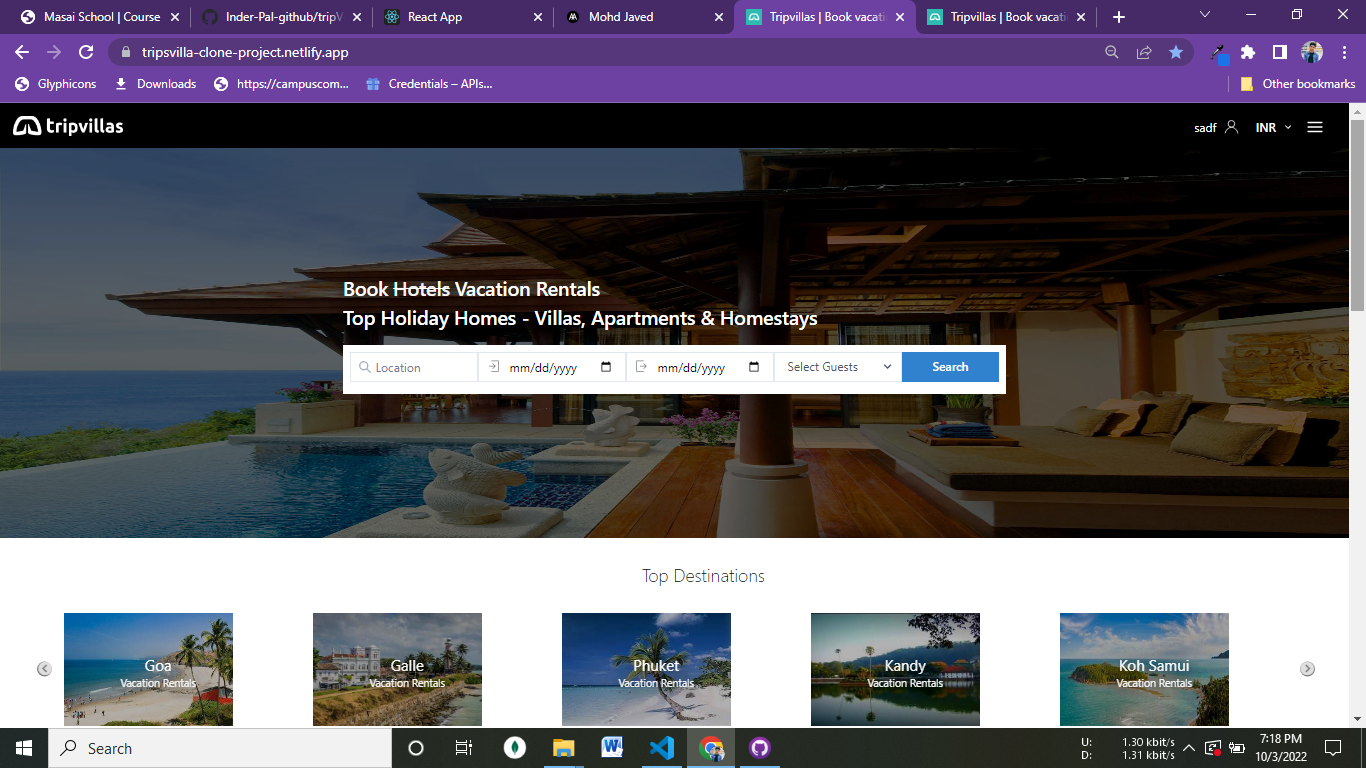 Masai School | Course
Inder-Pal-github/tripV
React App
Mohd Javed
Tripvillas | Book vacati
Tripvillas | Book vacati
tripsvilla-clone-project.netlify.app
Glyphicons
Downloads
https://campuscom...
Credentials – APIs...
Other bookmarks
tripvillas
sadf
INR
Book Hotels Vacation Rentals
Top Holiday Homes - Villas, Apartments & Homestays
Location
mm/dd/yyyy
mm/dd/yyyy
Select Guests
Search
Top Destinations
Goa
Vacation Rentals
Galle
Vacation Rentals
Phuket
Vacation Rentals
Kandy
Vacation Rentals
Koh Samui
Vacation Rentals
Search
U: 1.30 kbit/s
D: 1.31 kbit/s
7:18 PM
10/3/2022